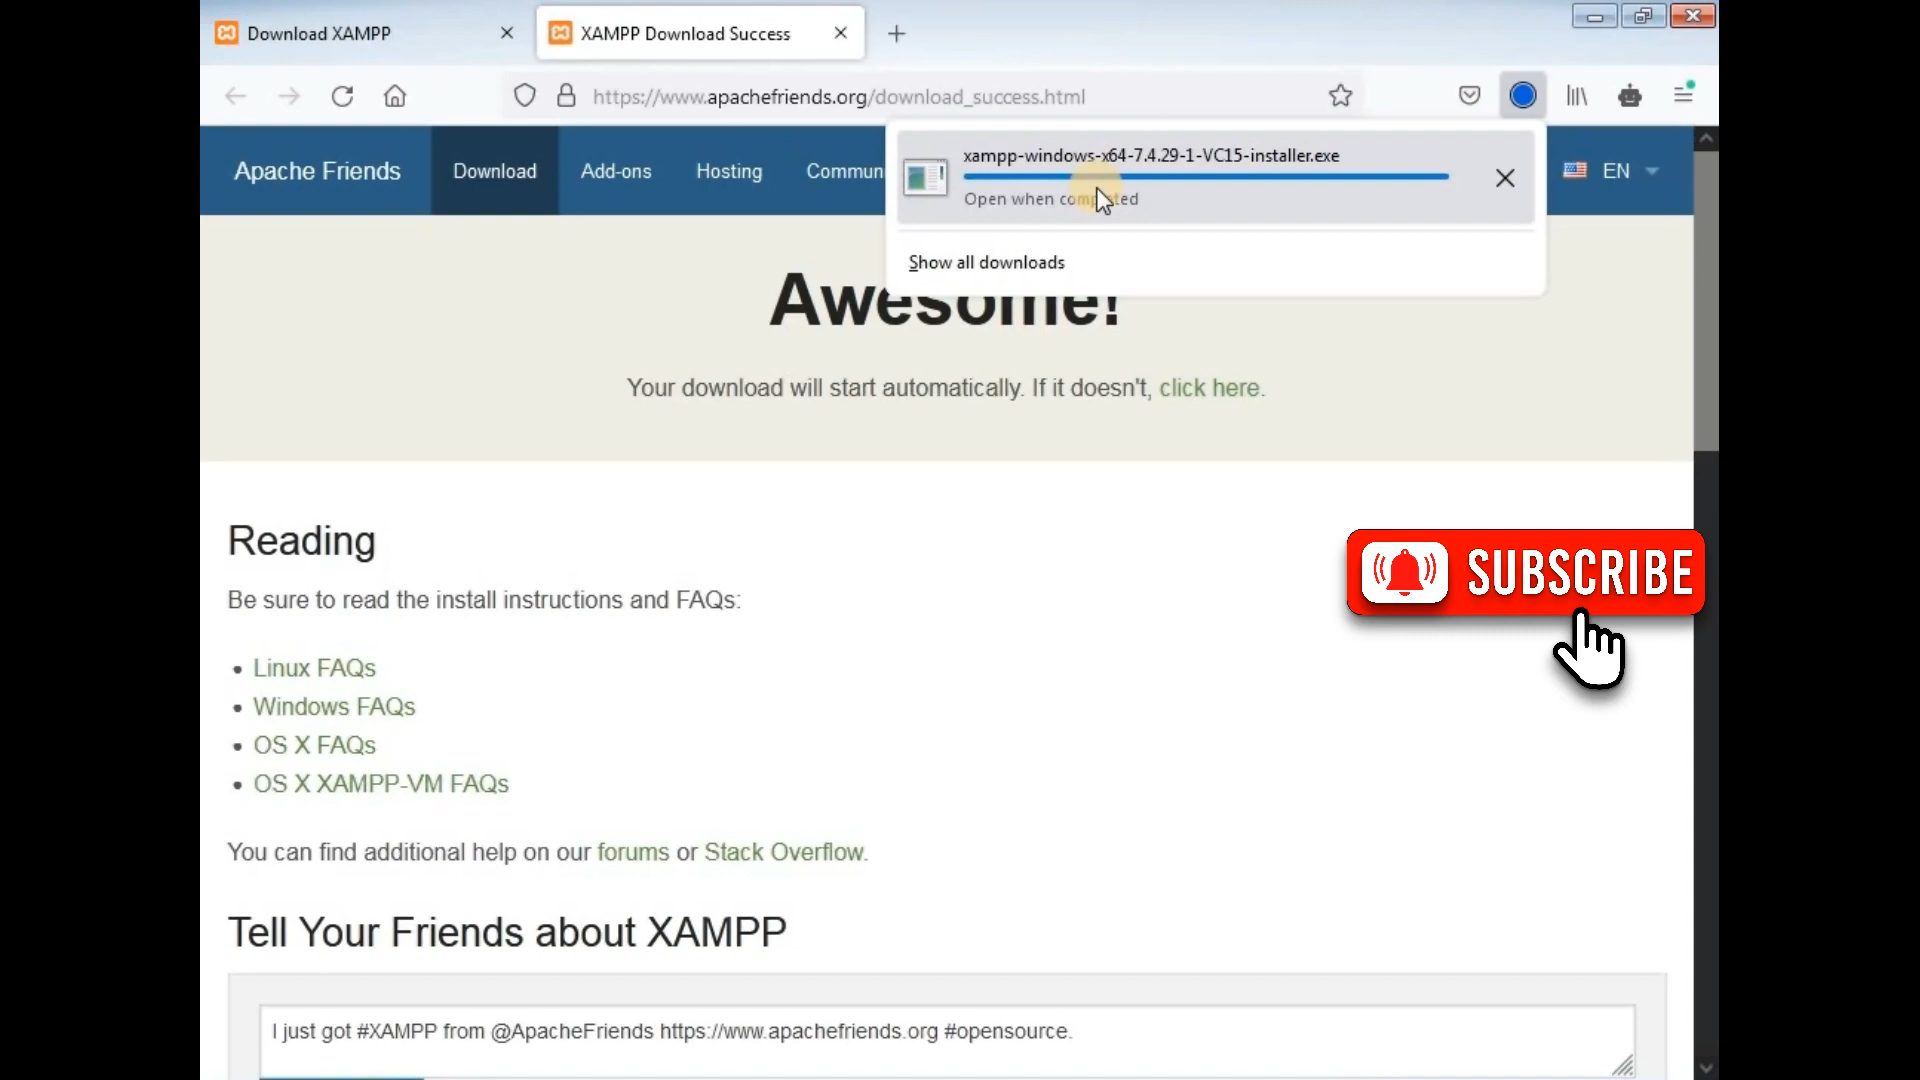 Download XAMPP
XAMPP Download Success
https://www.apachefriends.org/download_success.html
Apache Friends
Download
Add-ons
Hosting
Commun
EN
xampp-windows-x64-7.4.29-1-VC15-installer.exe
Open when completed
Show all downloads
Awesome!
Your download will start automatically. If it doesn't, click here.
Reading
Be sure to read the install instructions and FAQs:
• Linux FAQs
• Windows FAQs
• OS X FAQs
• OS X XAMPP-VM FAQs
SUBSCRIBE
You can find additional help on our forums or Stack Overflow.
Tell Your Friends about XAMPP
I just got #XAMPP from @ApacheFriends https://www.apachefriends.org #opensource.